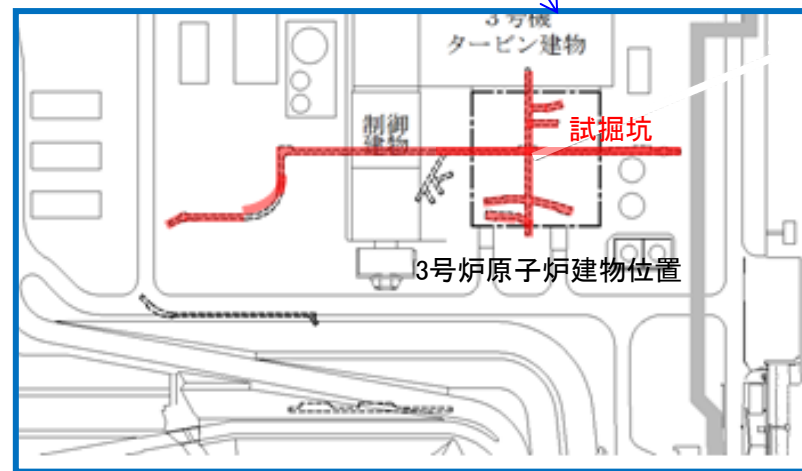 3号機
タービン建物
試掘坑
制御
建物
3号炉原子炉建物位置